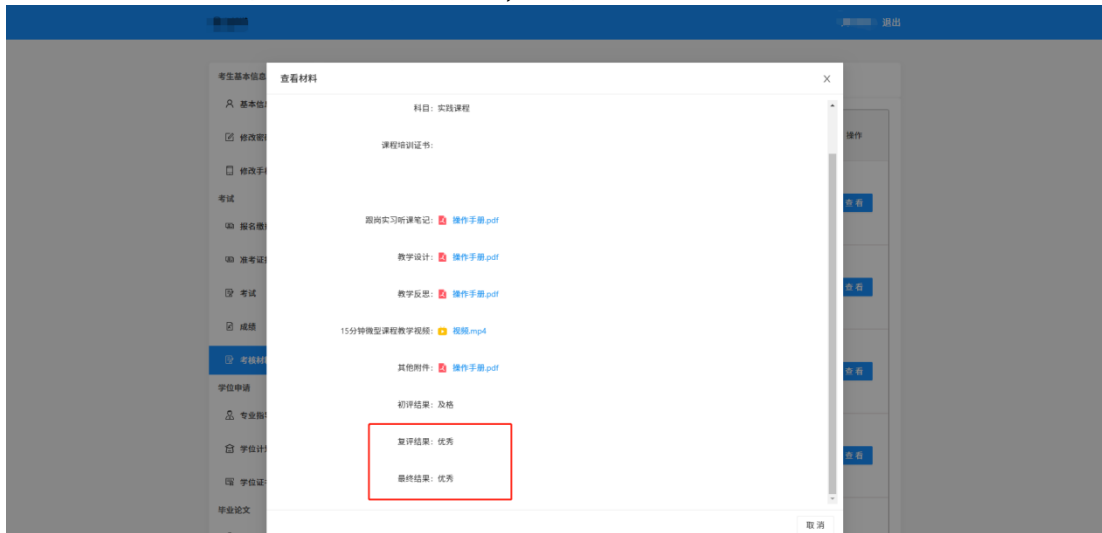 退出
考生基本信息
查看材料
基本信
科目：实践课程
修改密
操作
课程培训证书：
修改手
考试
查看
跟岗实习听课笔记：操作手册.pdf
报名缴
教学设计：操作手册.pdf
准考证
教学反思：操作手册.pdf
考试
查看
15分钟微型课程教学视频：视频.mp4
成绩
考核材
其他附件：操作手册.pdf
查看
学位申请
初评结果：及格
专业指
复评结果：优秀
学位计
查看
最终结果：优秀
学位证
毕业论文
取消